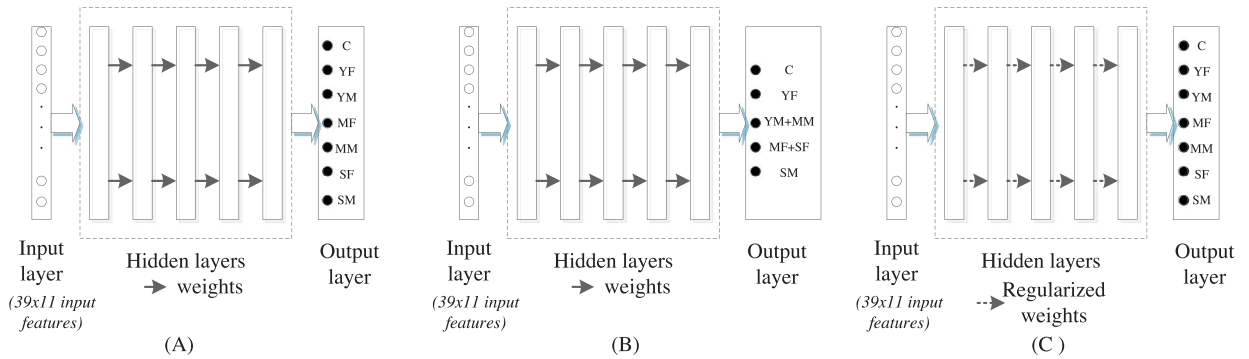 C
YF
YM
MF
MM
SF
SM
Input
layer
(39x11 input
features)
Hidden layers
weights
Output
layer
(A)
C
YF
YM+MM
MF+SF
SM
Input
layer
(39x11 input
features)
Hidden layers
weights
Output
layer
(B)
C
YF
YM
MF
MM
SF
SM
Input
layer
(39x11 input
features)
Hidden layers
Regularized
weights
Output
layer
(C )